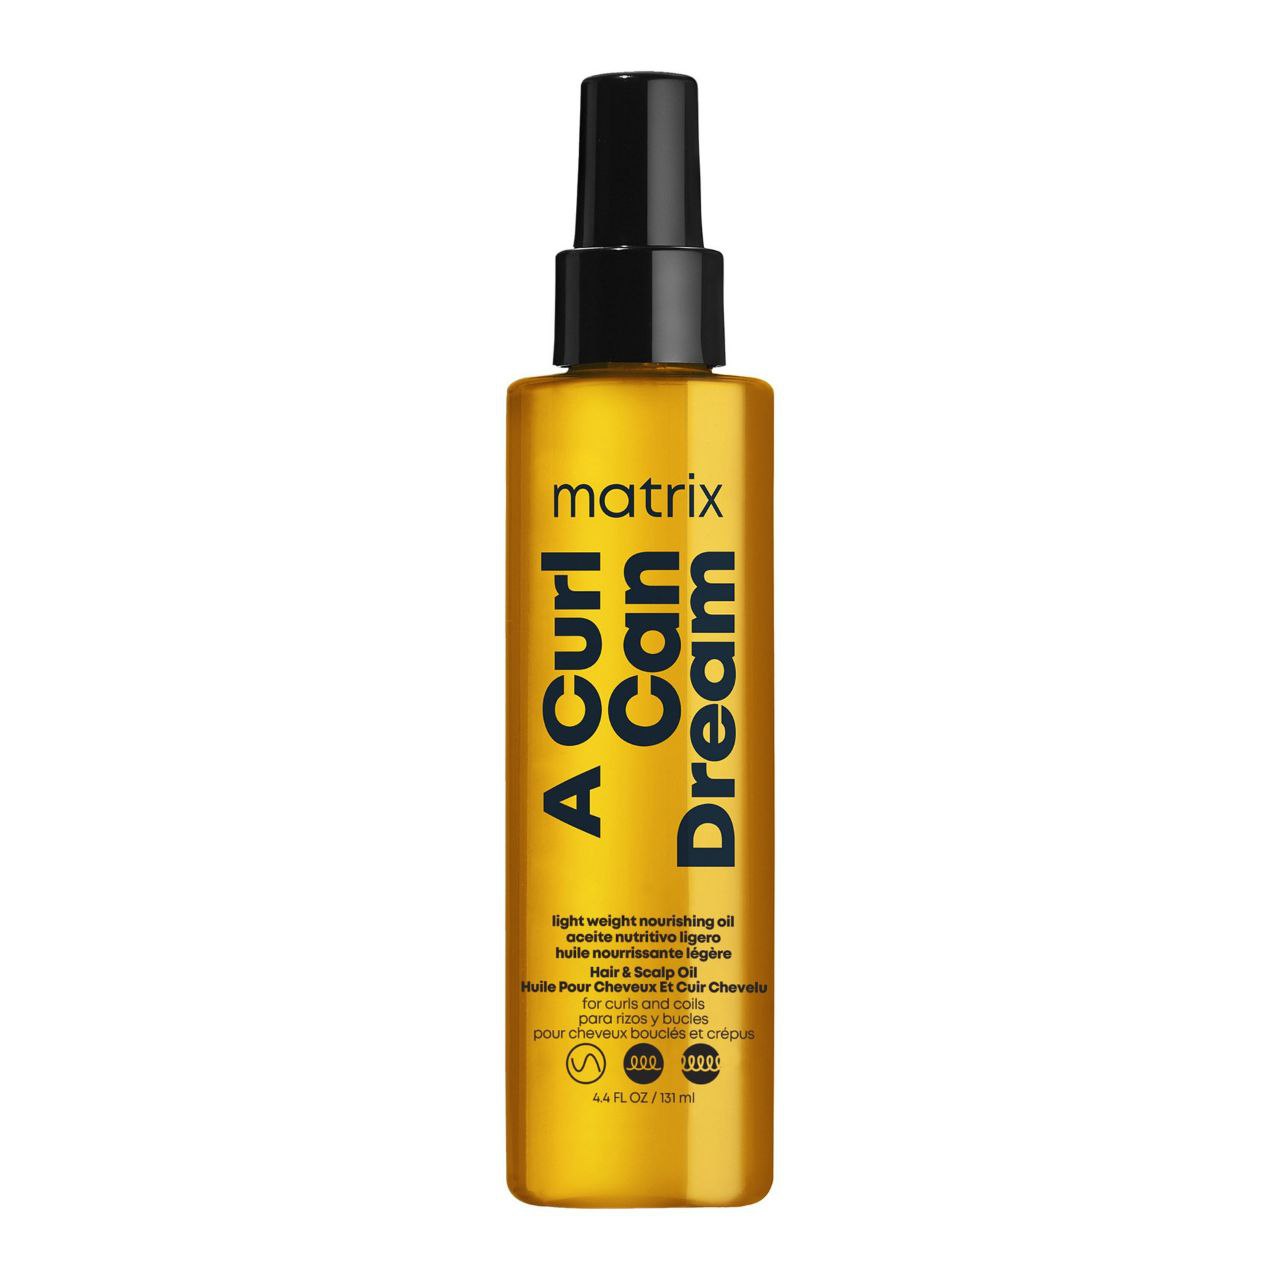 matrix
A Curl
Can
Dream
light weight nourishing oil
aceite nutritivo ligero
huile nourrissante légère
Hair & Scalp Oil
Huile Pour Cheveux Et Cuir Chevelu
for curls and coils
para rizos y bucles
pour cheveux bouclés et crépus
4.4 FL OZ / 131 ml